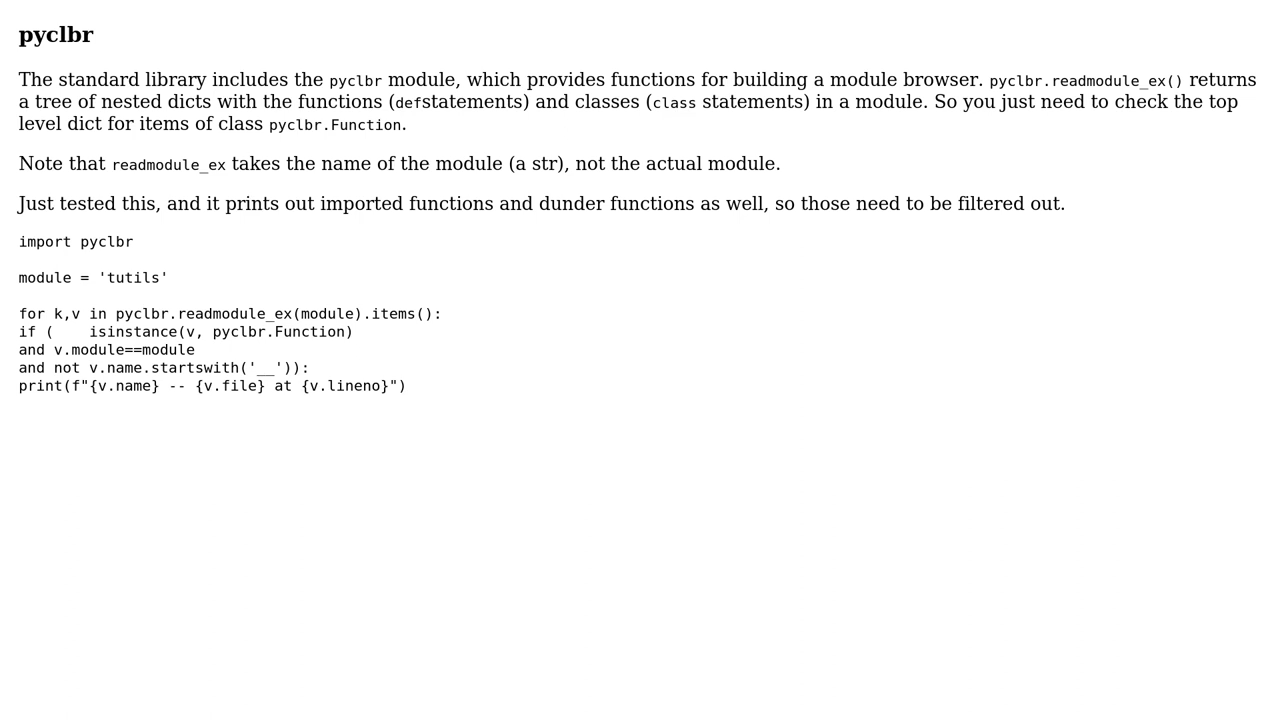 pyclbr
The standard library includes the pyclbr module, which provides functions for building a module browser. pyclbr.readmodule_ex() returns
a tree of nested dicts with the functions (defstatements) and classes (class statements) in a module. So you just need to check the top
level dict for items of class pyclbr.Function.
Note that readmodule_ex takes the name of the module (a str), not the actual module.
Just tested this, and it prints out imported functions and dunder functions as well, so those need to be filtered out.
import pyclbr
module = 'tutils'
for k,v in pyclbr.readmodule_ex(module).items():
if (    isinstance(v, pyclbr.Function)
and v.module==module
and not v.name.startswith('__')):
print(f"{v.name} -- {v.file} at {v.lineno}")